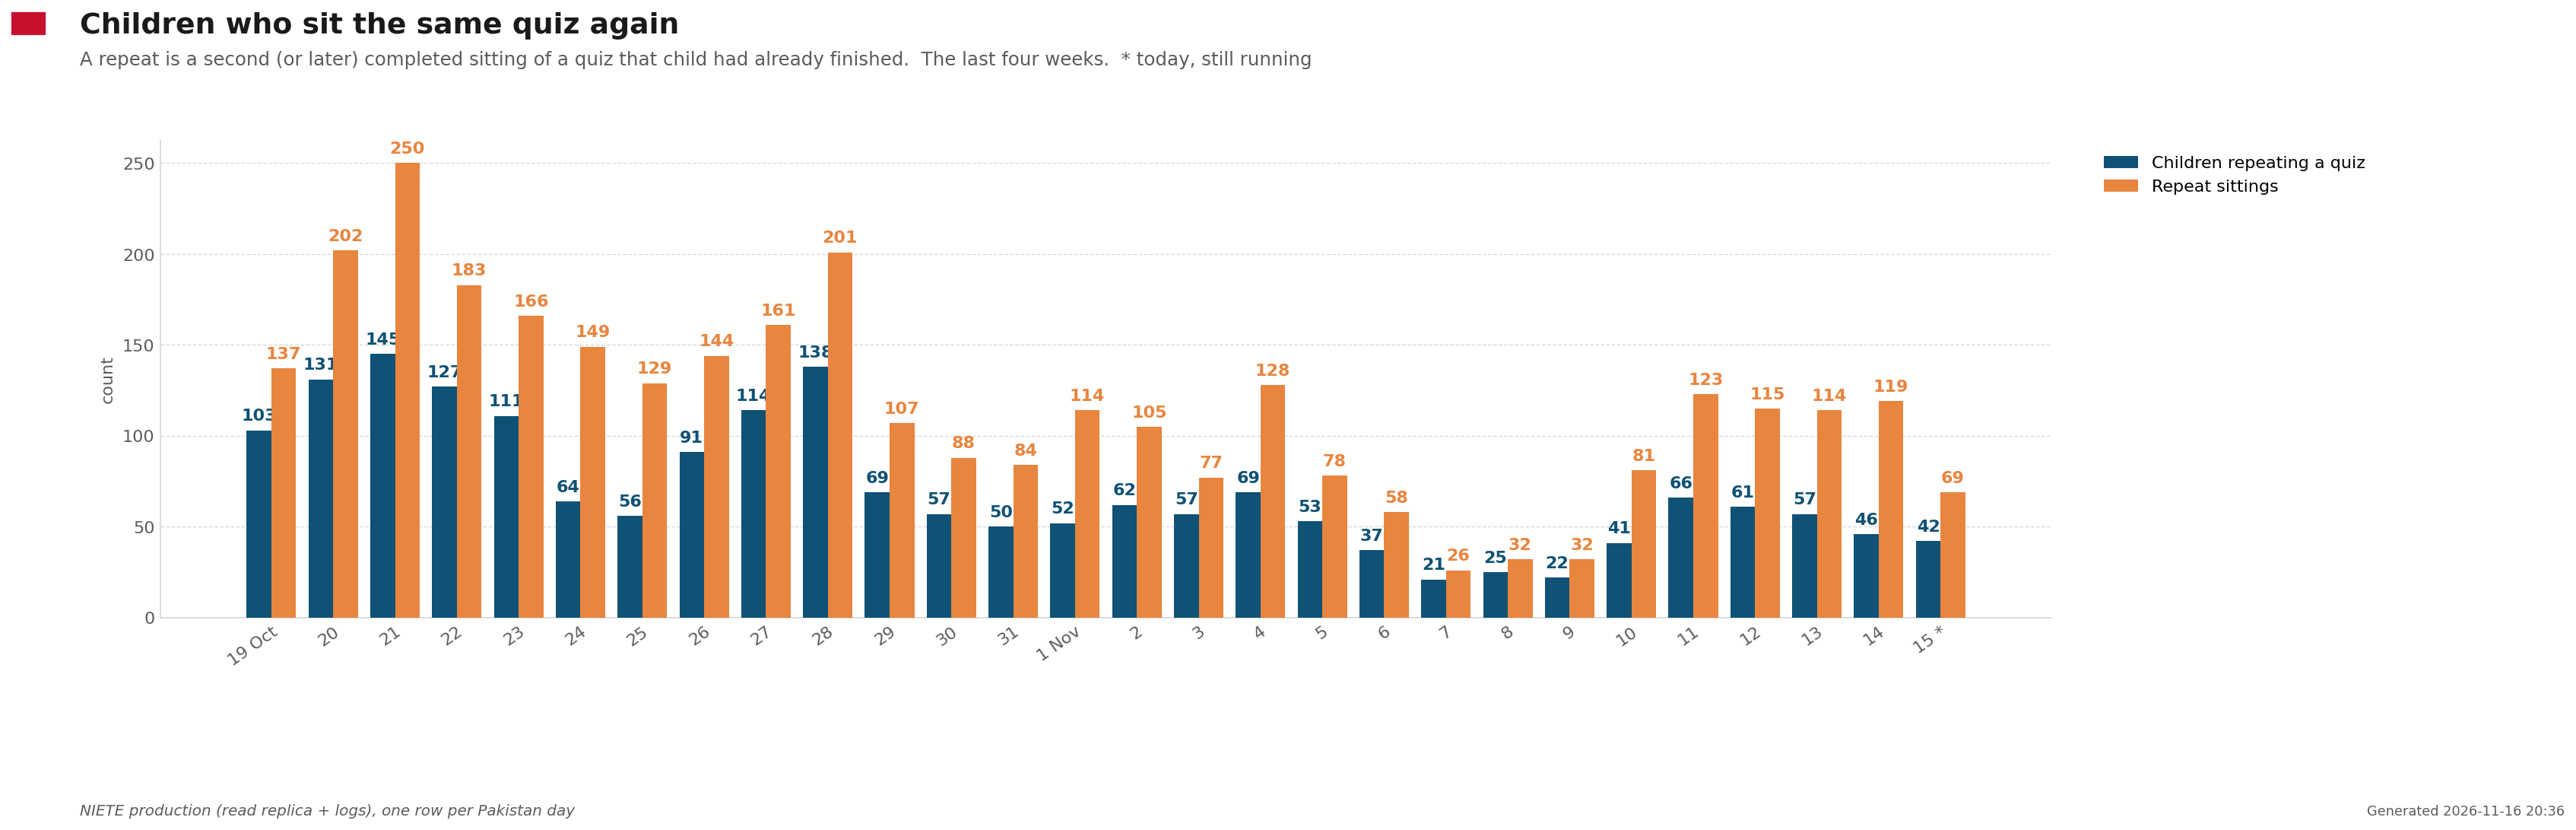 Children who sit the same quiz again
A repeat is a second (or later) completed sitting of a quiz that child had already finished.  The last four weeks.  * today, still running
Children repeating a quiz
Repeat sittings
count
250
200
150
100
50
0
103 137 131 202 145 250 127 183 111 166 64 149 56 129 91 144 114 161 138 201 69 107 57 88 50 84 52 114 62 105 57 77 69 128 53 78 37 58 21 26 25 32 22 32 41 81 66 123 61 115 57 114 46 119 42 69
19 Oct 20 21 22 23 24 25 26 27 28 29 30 31 1 Nov 2 3 4 5 6 7 8 9 10 11 12 13 14 15 *
NIETE production (read replica + logs), one row per Pakistan day
Generated 2026-11-16 20:36